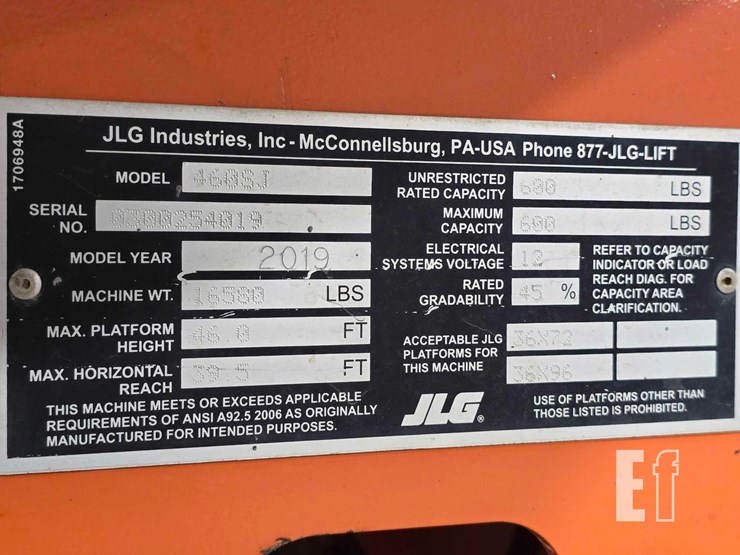 1706948A
JLG Industries, Inc - McConnellsburg, PA-USA Phone 877-JLG-LIFT
MODEL 460SJ
SERIAL NO. 0300254019
MODEL YEAR 2019
MACHINE WT. 16580 LBS
MAX. PLATFORM HEIGHT 46.0 FT
MAX. HORIZONTAL REACH 39.5 FT
THIS MACHINE MEETS OR EXCEEDS APPLICABLE
REQUIREMENTS OF ANSI A92.5 2006 AS ORIGINALLY
MANUFACTURED FOR INTENDED PURPOSES.
UNRESTRICTED RATED CAPACITY 600 LBS
MAXIMUM CAPACITY 600 LBS
ELECTRICAL SYSTEMS VOLTAGE 12
RATED GRADABILITY 45 %
REFER TO CAPACITY
INDICATOR OR LOAD
REACH DIAG. FOR
CAPACITY AREA
CLARIFICATION.
ACCEPTABLE JLG
PLATFORMS FOR
THIS MACHINE
36X72
36X96
JLG®
USE OF PLATFORMS OTHER THAN
THOSE LISTED IS PROHIBITED.
Ef